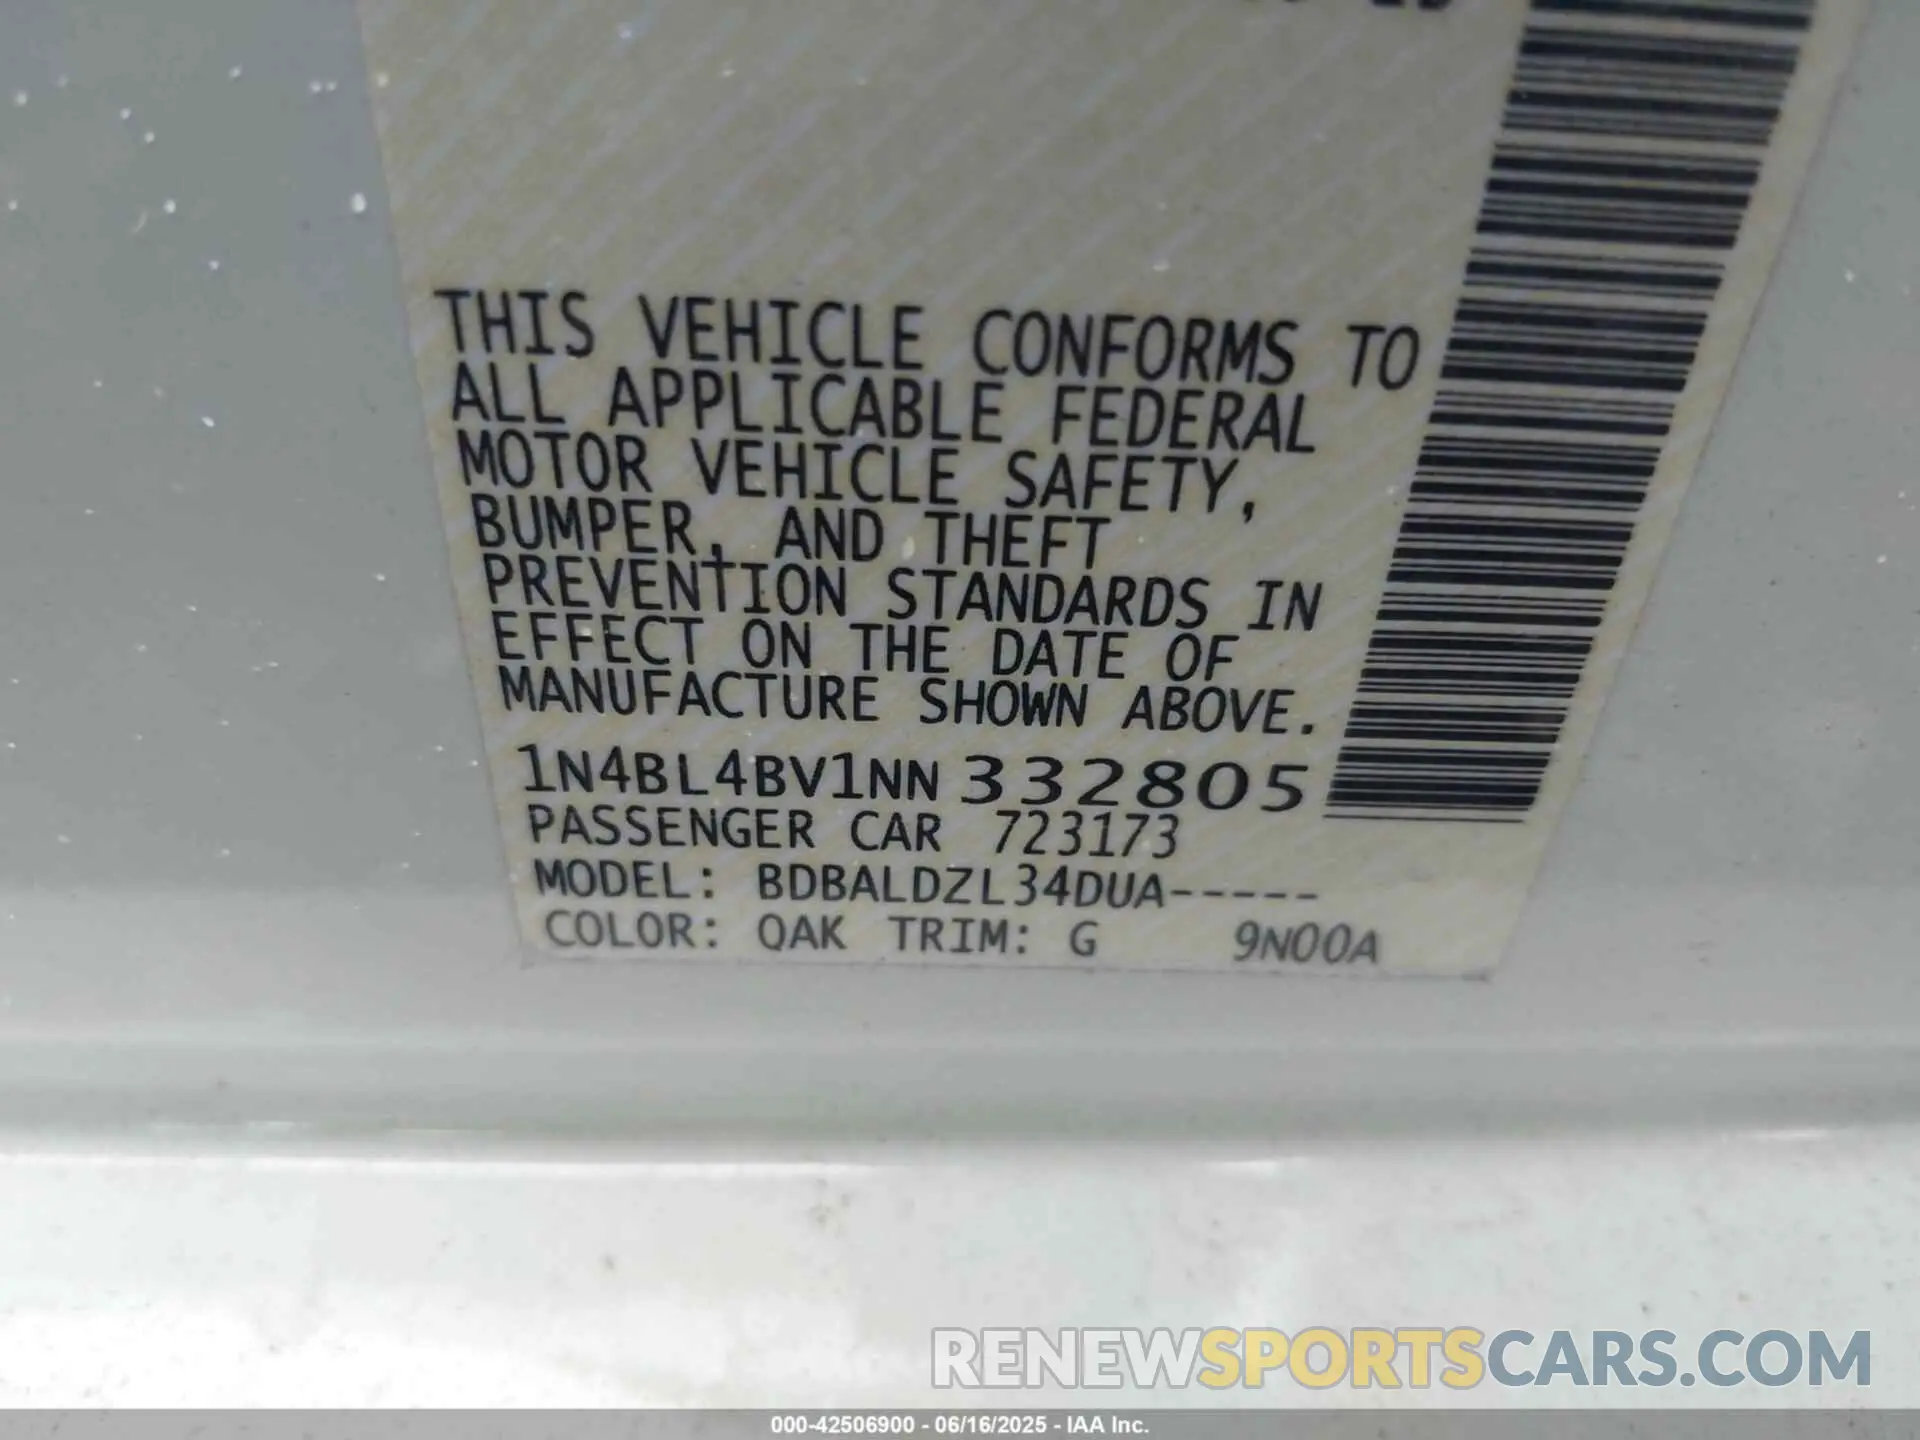 THIS VEHICLE CONFORMS TO
ALL APPLICABLE FEDERAL
MOTOR VEHICLE SAFETY,
BUMPER, AND THEFT
PREVENTION STANDARDS IN
EFFECT ON THE DATE OF
MANUFACTURE SHOWN ABOVE.
1N4BL4BV1NN332805
PASSENGER CAR 723173
MODEL: BDBALDZL34DUA-----
COLOR: QAK TRIM: G 9N00A
RENEWSPORTSCARS.COM
000-42506900 - 06/16/2025 - IAA Inc.